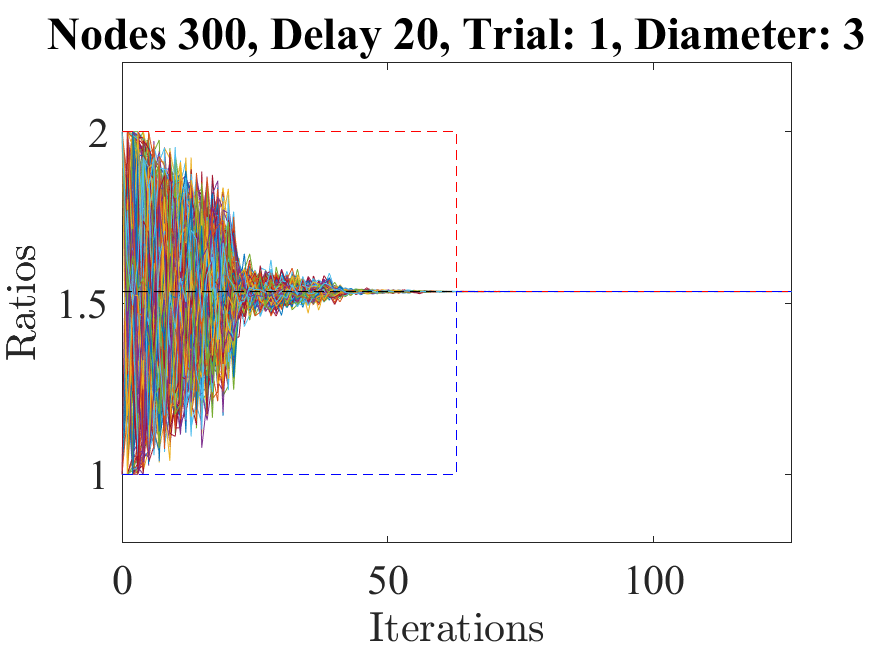 Nodes 300, Delay 20, Trial: 1, Diameter: 3
2
1.5
1
Ratios
0 50 100
Iterations